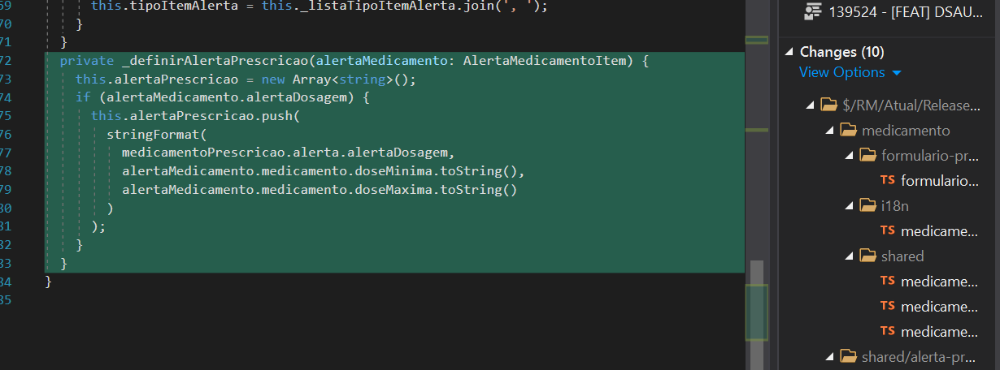 69 this.tipoItemAlerta = this._listaTipoItemAlerta.join(', ');
70 }
71 }
72 private _definirAlertaPrescricao(alertaMedicamento: AlertaMedicamentoItem) {
73 this.alertaPrescricao = new Array<string>();
74 if (alertaMedicamento.alertaDosagem) {
75 this.alertaPrescricao.push(
76 stringFormat(
77 medicamentoPrescricao.alerta.alertaDosagem,
78 alertaMedicamento.medicamento.doseMinima.toString(),
79 alertaMedicamento.medicamento.doseMaxima.toString()
80 )
81 );
82 }
83 }
84 }
85
139524 - [FEAT] DSAU...
Changes (10)
View Options
$/RM/Atual/Release...
medicamento
formulario-pr...
TS formulario...
i18n
TS medicame...
shared
TS medicame...
TS medicame...
TS medicame...
shared/alerta-pr...